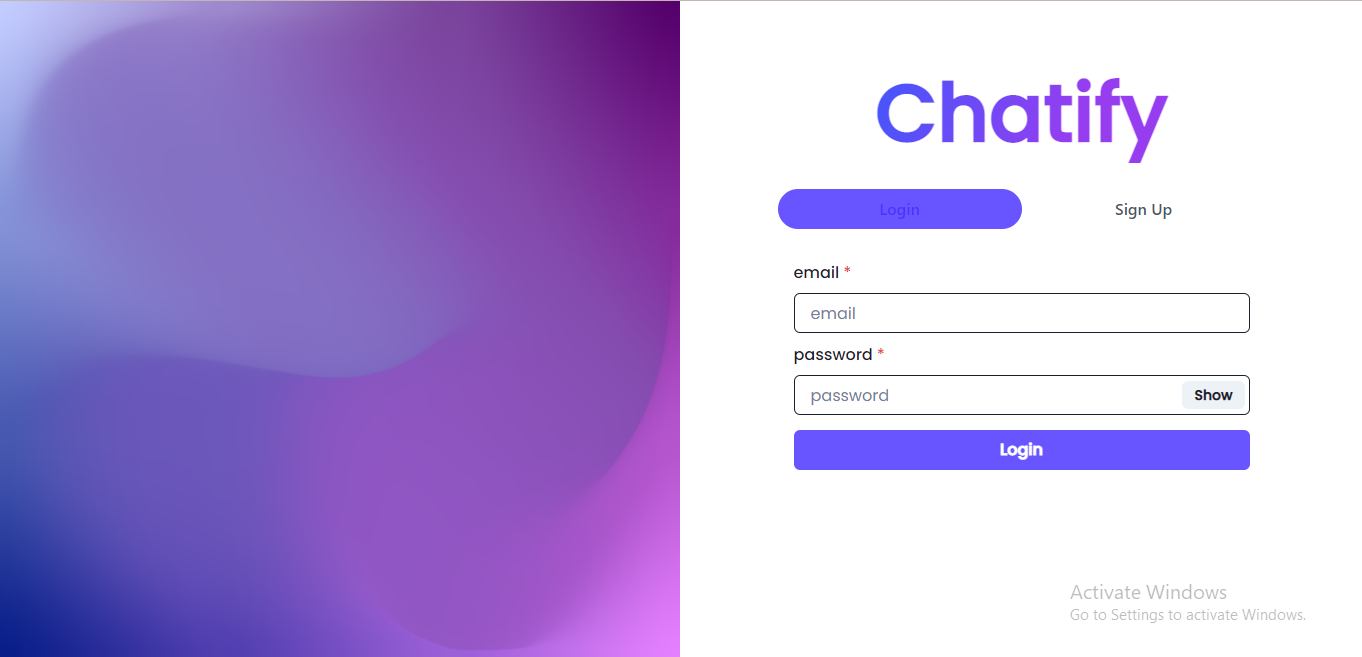 Chatify
Login
Sign Up
email *
email
password *
password
Show
Login
Activate Windows
Go to Settings to activate Windows.